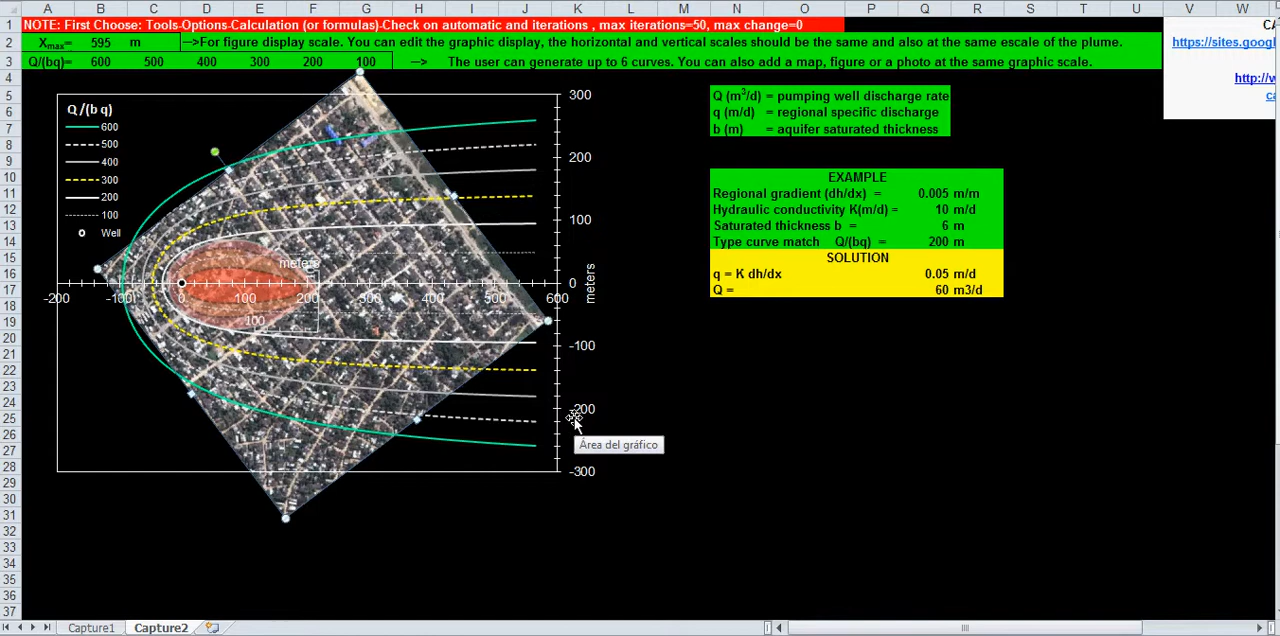 A B C D E F G H I J K L M N O P Q R S T U V W
1 NOTE: First Choose: Tools-Options-Calculation (or formulas)-Check on automatic and iterations , max iterations=50, max change=0
2 Xmax= 595 m -->For figure display scale. You can edit the graphic display, the horizontal and vertical scales should be the same and also at the same escale of the plume.
https://sites.googl
3 Q/(bq)= 600 500 400 300 200 100 --> The user can generate up to 6 curves. You can also add a map, figure or a photo at the same graphic scale.
4 http://w
5 Q (m3/d) = pumping well discharge rate
6 q (m/d) = regional specific discharge
7 b (m) = aquifer saturated thickness
8
9
10 EXAMPLE
11 Regional gradient (dh/dx) = 0.005 m/m
12 Hydraulic conductivity K(m/d) = 10 m/d
13 Saturated thickness b = 6 m
14 Type curve match Q/(bq) = 200 m
15 SOLUTION
16 q = K dh/dx 0.05 m/d
17 Q = 60 m3/d
18
19
20
21
22
23
24
25
26
27
28
29
30
31
32
33
34
35
36
37
Q /(b q)
600
500
400
300
200
100
Well
300
200
100
0
-100
-200
-300
meters
meters
-200 -100 0 100 200 300 400 500 600
100
Área del gráfico
Capture1 Capture2